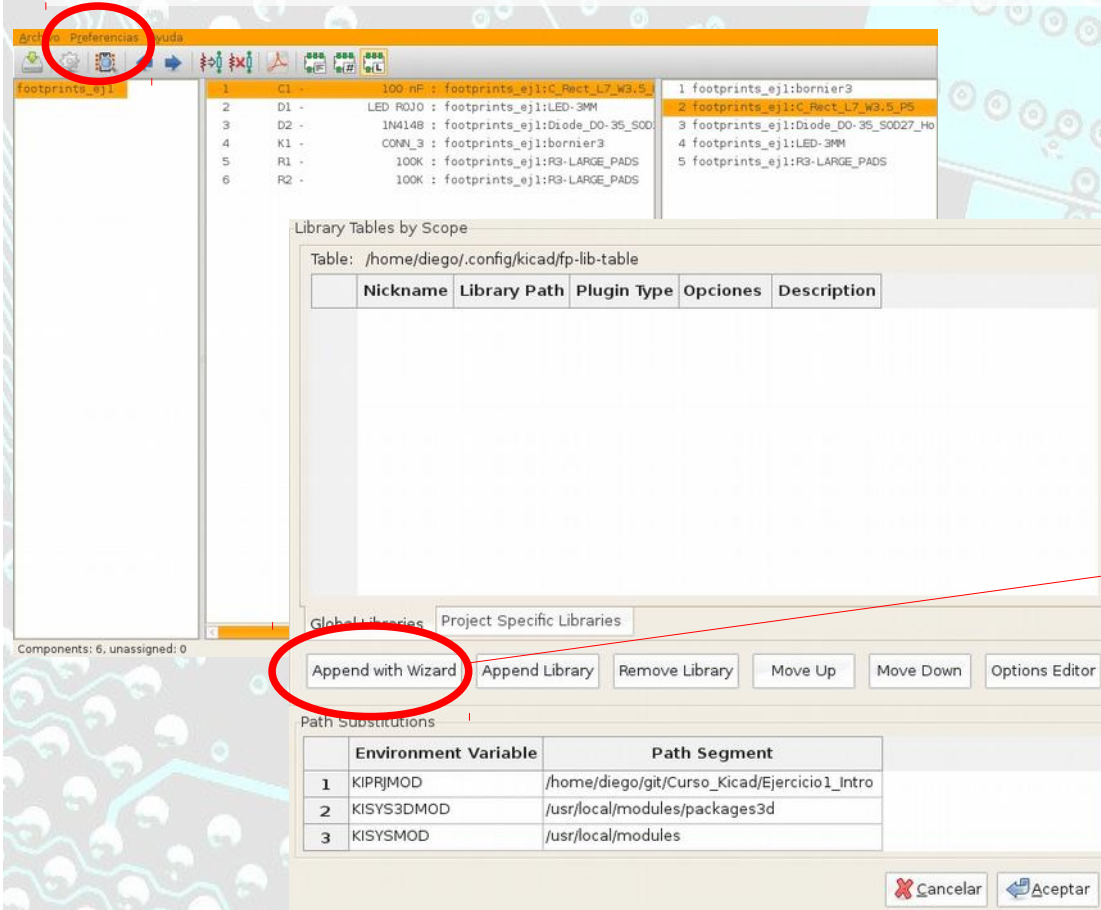 Archivo Preferencias Ayuda
footprints_ej1
1 C1 - 100 nF : footprints_ej1:C_Rect_L7_W3.5_
2 D1 - LED ROJO : footprints_ej1:LED-3MM
3 D2 - 1N4148 : footprints_ej1:Diode_DO-35_SOD
4 K1 - CONN_3 : footprints_ej1:bornier3
5 R1 - 100K : footprints_ej1:R3-LARGE_PADS
6 R2 - 100K : footprints_ej1:R3-LARGE_PADS
1 footprints_ej1:bornier3
2 footprints_ej1:C_Rect_L7_W3.5_P5
3 footprints_ej1:Diode_DO-35_SOD27_Ho
4 footprints_ej1:LED-3MM
5 footprints_ej1:R3-LARGE_PADS
Components: 6, unassigned: 0
Library Tables by Scope
Table: /home/diego/.config/kicad/fp-lib-table
Nickname Library Path Plugin Type Opciones Description
Global Libraries Project Specific Libraries
Append with Wizard Append Library Remove Library Move Up Move Down Options Editor
Path Substitutions
Environment Variable Path Segment
1 KIPRJMOD /home/diego/git/Curso_Kicad/Ejercicio1_Intro
2 KISYS3DMOD /usr/local/modules/packages3d
3 KISYSMOD /usr/local/modules
Cancelar Aceptar